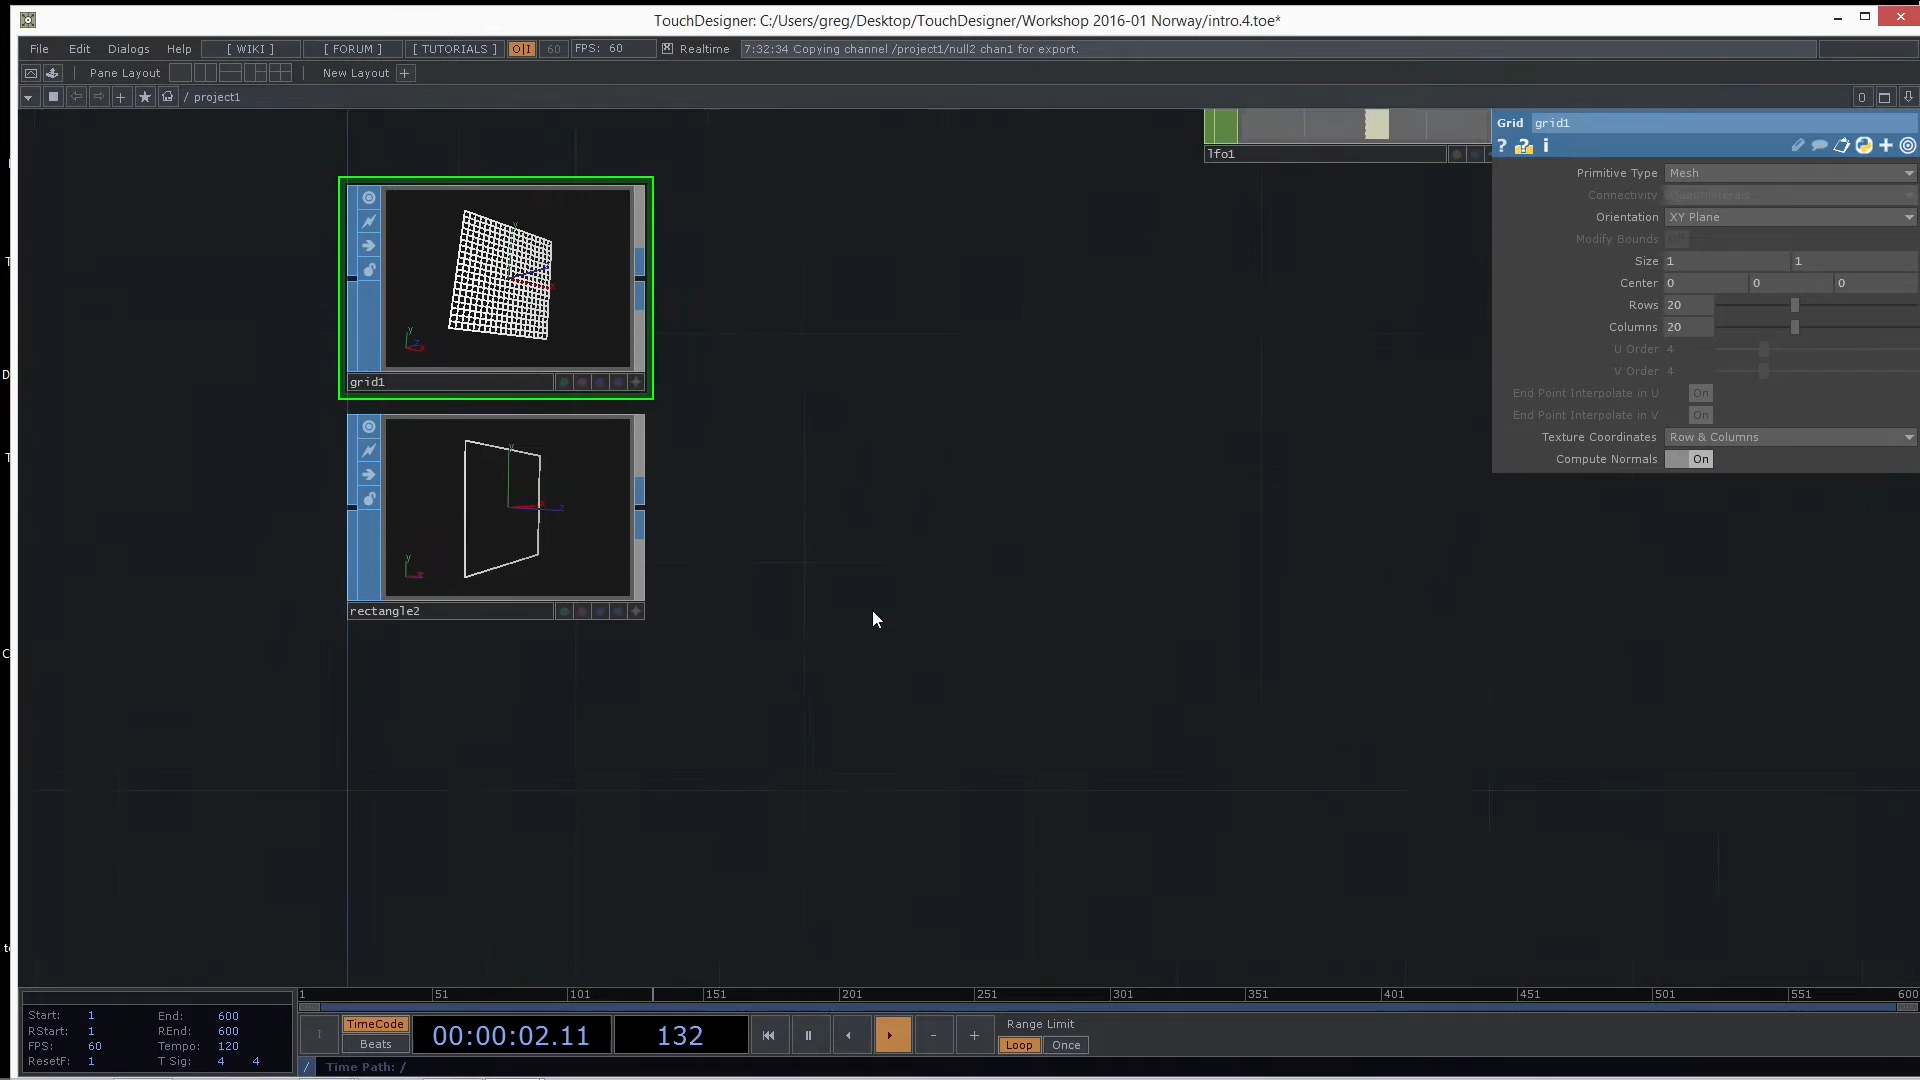 TouchDesigner: C:/Users/greg/Desktop/TouchDesigner/Workshop 2016-01 Norway/intro.4.toe*
File Edit Dialogs Help [ WIKI ] [ FORUM ] [ TUTORIALS ] O|I 60 FPS: 60 Realtime 7:32:34 Copying channel /project1/null2 chan1 for export.
Pane Layout New Layout +
/ project1 0
Grid grid1
lfo1
? ? i
Primitive Type Mesh
Connectivity
Orientation XY Plane
Modify Bounds
Size 1 1
Center 0 0 0
Rows 20
Columns 20
U Order 4
V Order 4
End Point Interpolate in U On
End Point Interpolate in V On
Texture Coordinates Row & Columns
Compute Normals On
grid1
rectangle2
1 51 101 151 201 251 301 351 401 451 501 551 600
Start: 1 End: 600
RStart: 1 REnd: 600
FPS: 60 Tempo: 120
ResetF: 1 T Sig: 4 4
TimeCode
Beats
00:00:02.11 132
Range Limit
Loop Once
/ Time Path: /